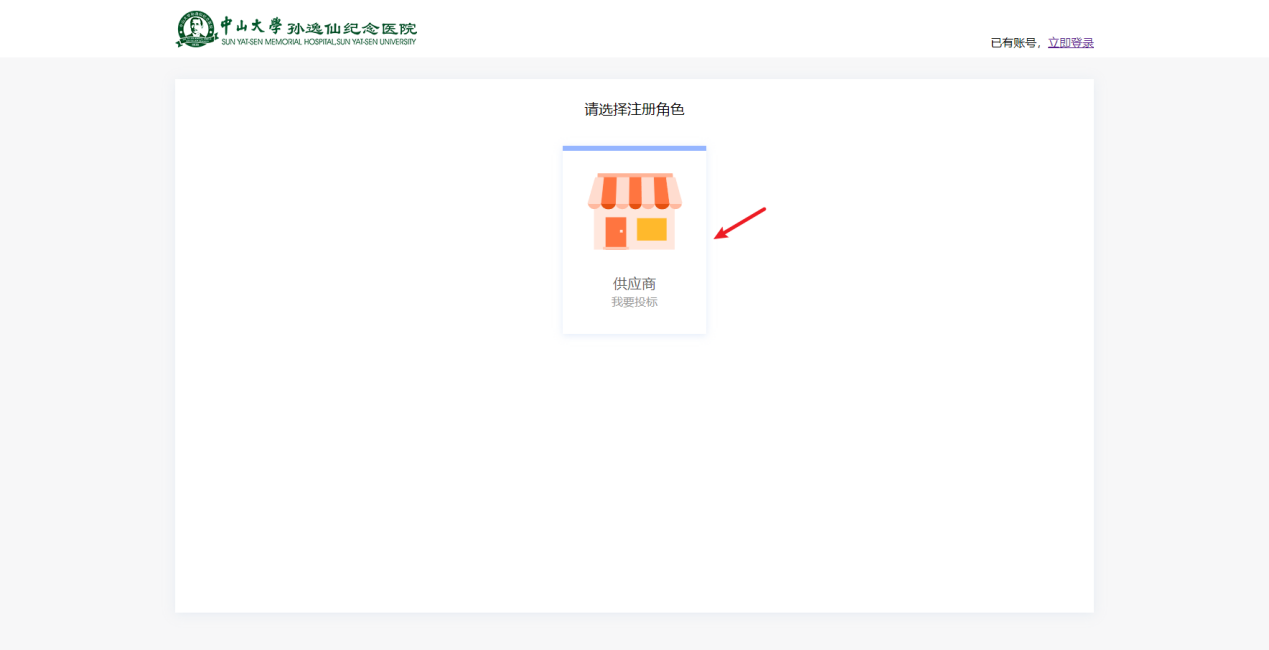 中山大學孙逸仙纪念医院
SUN YAT-SEN MEMORIAL HOSPITAL,SUN YAT-SEN UNIVERSITY
已有账号，立即登录
请选择注册角色
供应商
我要投标